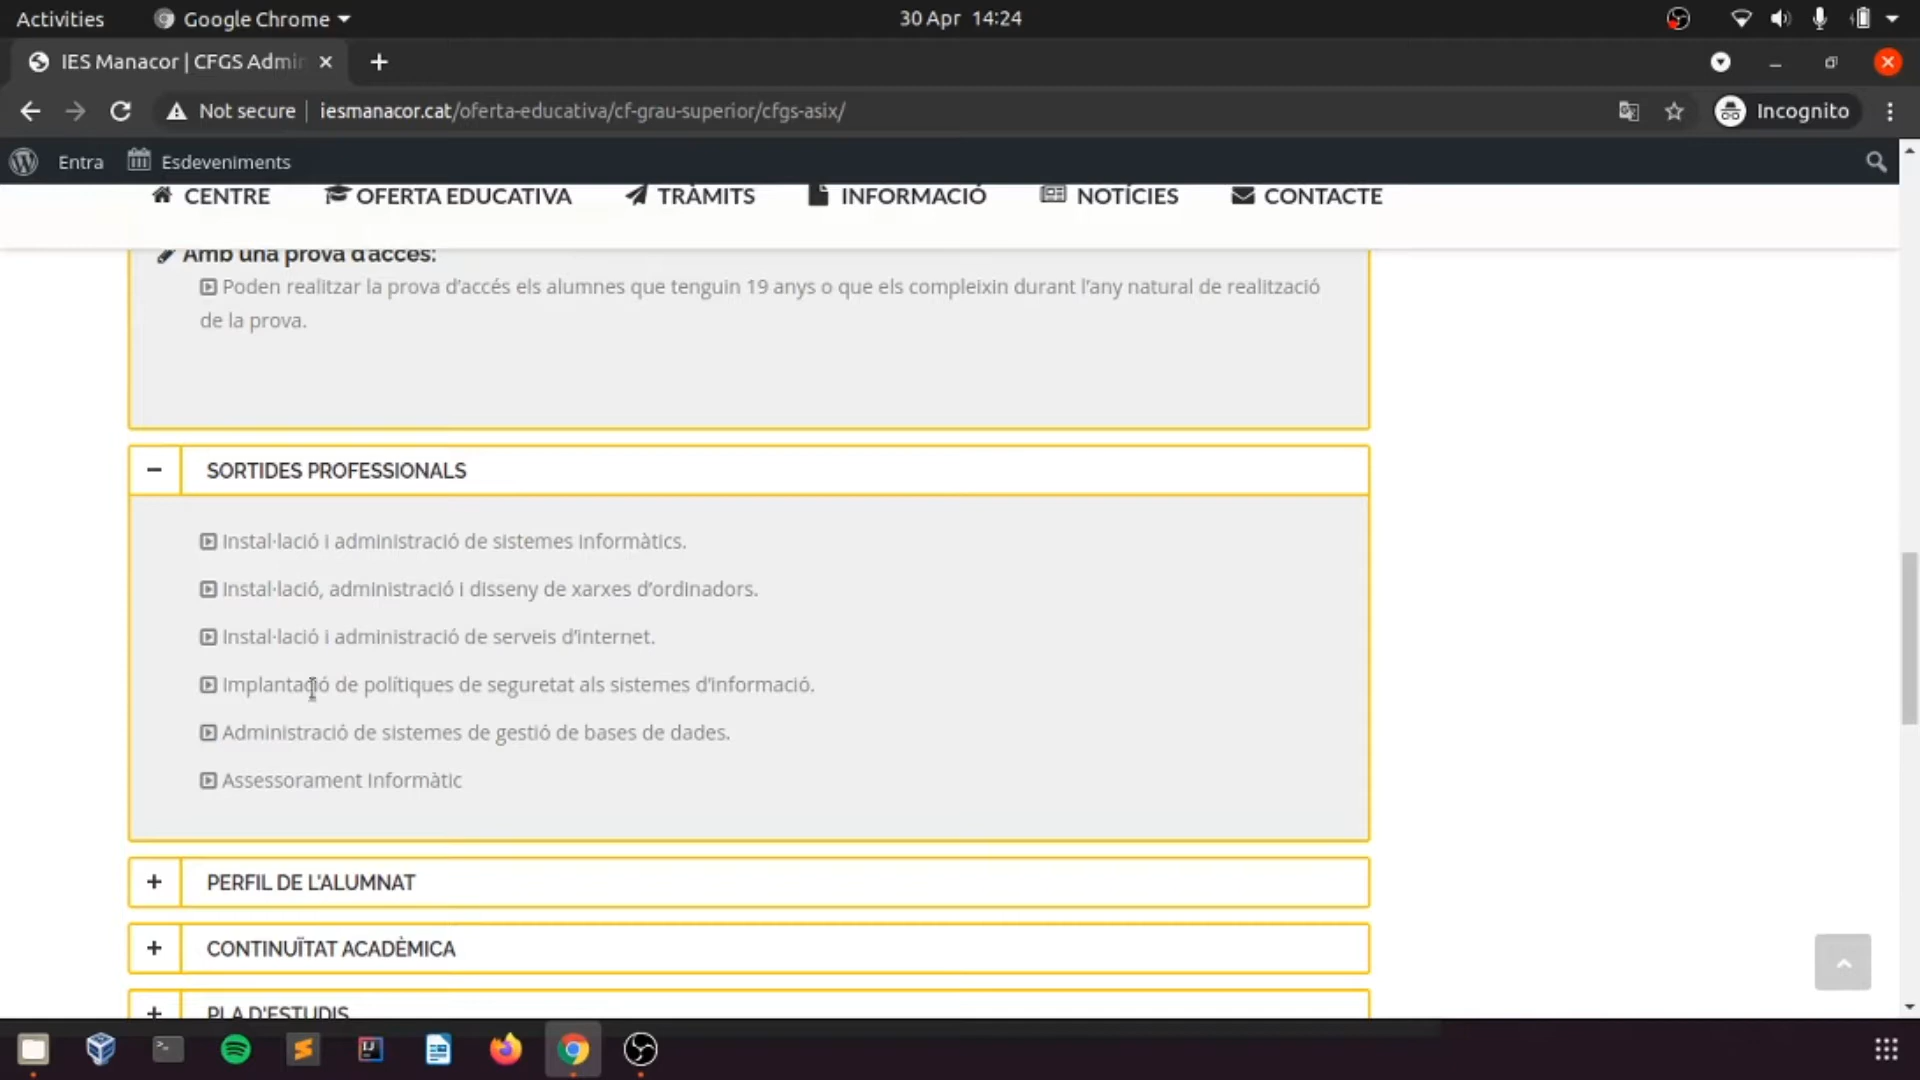 Activities Google Chrome 30 Apr 14:24
IES Manacor | CFGS Admi
Not secure iesmanacor.cat/oferta-educativa/cf-grau-superior/cfgs-asix/ Incognito
Entra Esdeveniments
CENTRE OFERTA EDUCATIVA TRÀMITS INFORMACIÓ NOTÍCIES CONTACTE
Amb una prova d'accés:
Poden realitzar la prova d'accés els alumnes que tenguin 19 anys o que els compleixin durant l'any natural de realització
de la prova.
SORTIDES PROFESSIONALS
Instal·lació i administració de sistemes informàtics.
Instal·lació, administració i disseny de xarxes d'ordinadors.
Instal·lació i administració de serveis d'internet.
Implantació de polítiques de seguretat als sistemes d'informació.
Administració de sistemes de gestió de bases de dades.
Assessorament Informàtic
PERFIL DE L'ALUMNAT
CONTINUÏTAT ACADÈMICA
PLA D'ESTUDIS